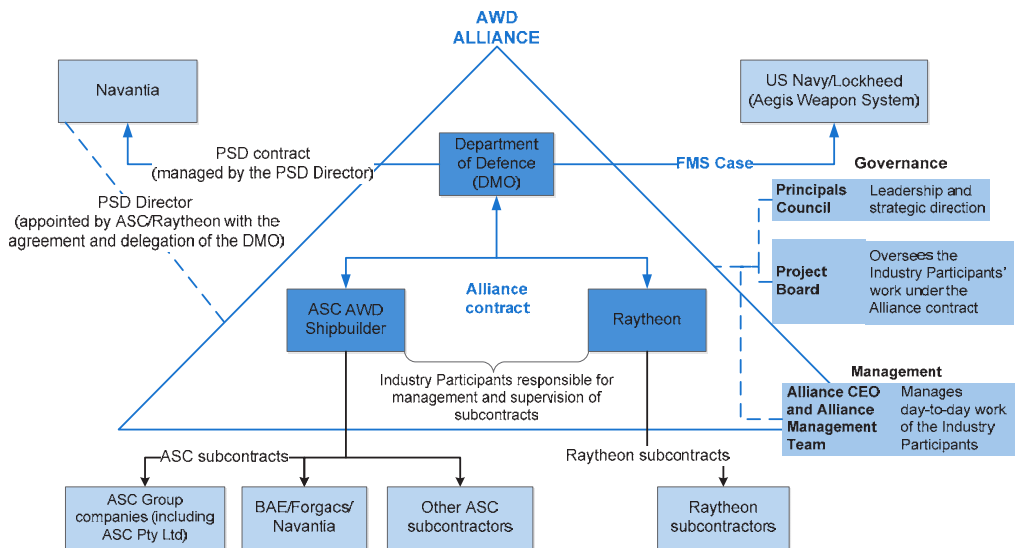 AWD
ALLIANCE
Navantia
US Navy/Lockheed
(Aegis Weapon System)
Department
of Defence
(DMO)
PSD contract
(managed by the PSD Director)
FMS Case
PSD
Director
(appointed by ASC/Raytheon with the
agreement and delegation of the DMO)
Governance
Principals
Council
Leadership and
strategic direction
Project
Board
Oversees the
Industry Participants'
work under the
Alliance contract
Alliance
contract
ASC AWD
Shipbuilder
Raytheon
Industry Participants responsible for
management and supervision of
subcontracts
Management
Alliance CEO
and Alliance
Management
Team
Manages
day-to-day work
of the Industry
Participants
ASC subcontracts
Raytheon subcontracts
ASC Group
companies (including
ASC Pty Ltd)
BAE/Forgacs/
Navantia
Other ASC
subcontractors
Raytheon
subcontractors